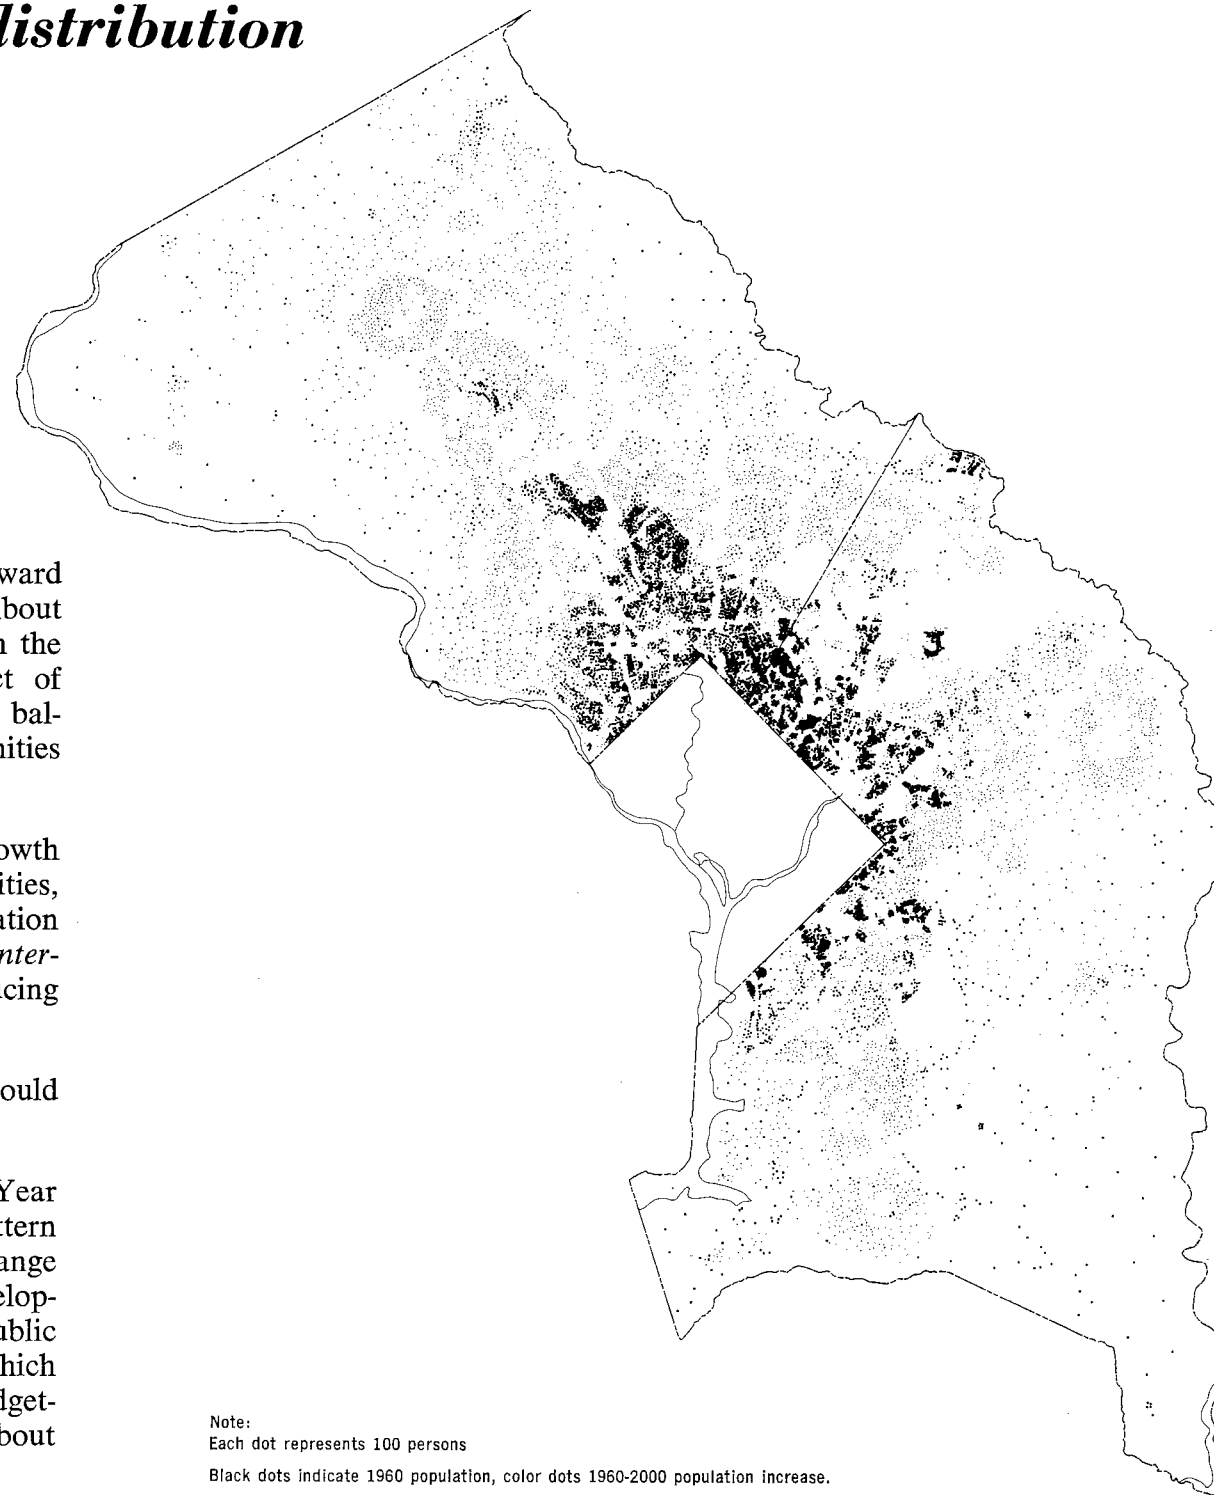 distribution
ward
bout
n the
ct of
bal-
nities
owth
ities,
ation
nter-
cing
ould
Year
ttern
ange
elop-
ublic
hich
dget-
bout
Note:
Each dot represents 100 persons
Black dots indicate 1960 population, color dots 1960-2000 population increase.